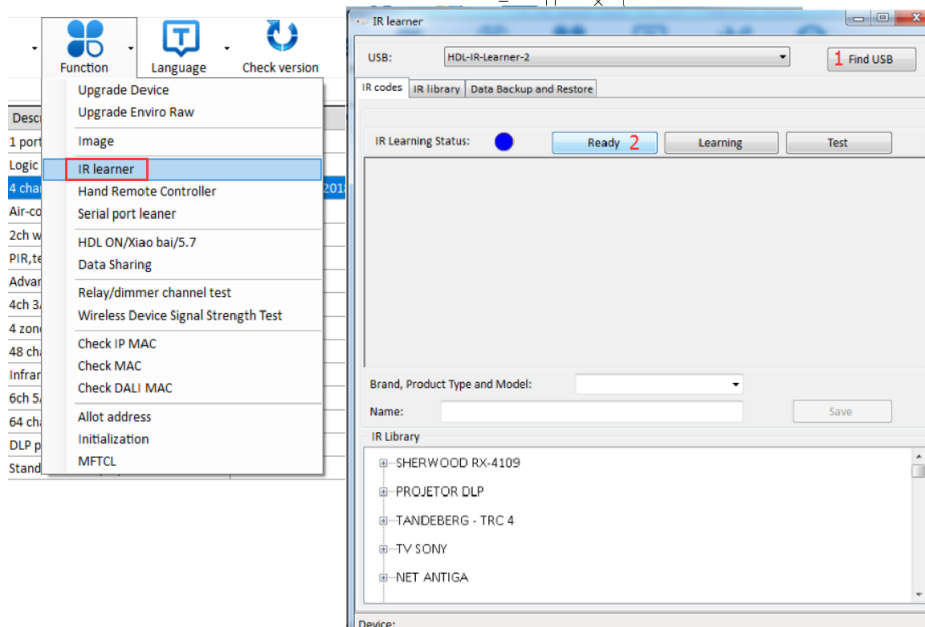 Function
Language
Check version
Upgrade Device
Upgrade Enviro Raw
Image
IR learner
Hand Remote Controller
Serial port leaner
HDL ON/Xiao bai/5.7
Data Sharing
Relay/dimmer channel test
Wireless Device Signal Strength Test
Check IP MAC
Check MAC
Check DALI MAC
Allot address
Initialization
MFTCL
Desc
1 port
Logic
4 cha
2018
Air-co
2ch w
PIR,te
Advar
4ch 3
4 zon
48 ch
Infrar
6ch 5
64 ch
DLP p
Stand
IR learner
USB:
HDL-IR-Learner-2
1 Find USB
IR codes
IR library
Data Backup and Restore
IR Learning Status:
Ready 2
Learning
Test
Brand, Product Type and Model:
Name:
Save
IR Library
SHERWOOD RX-4109
PROJETOR DLP
TANDEBERG - TRC 4
TV SONY
NET ANTIGA
Device: